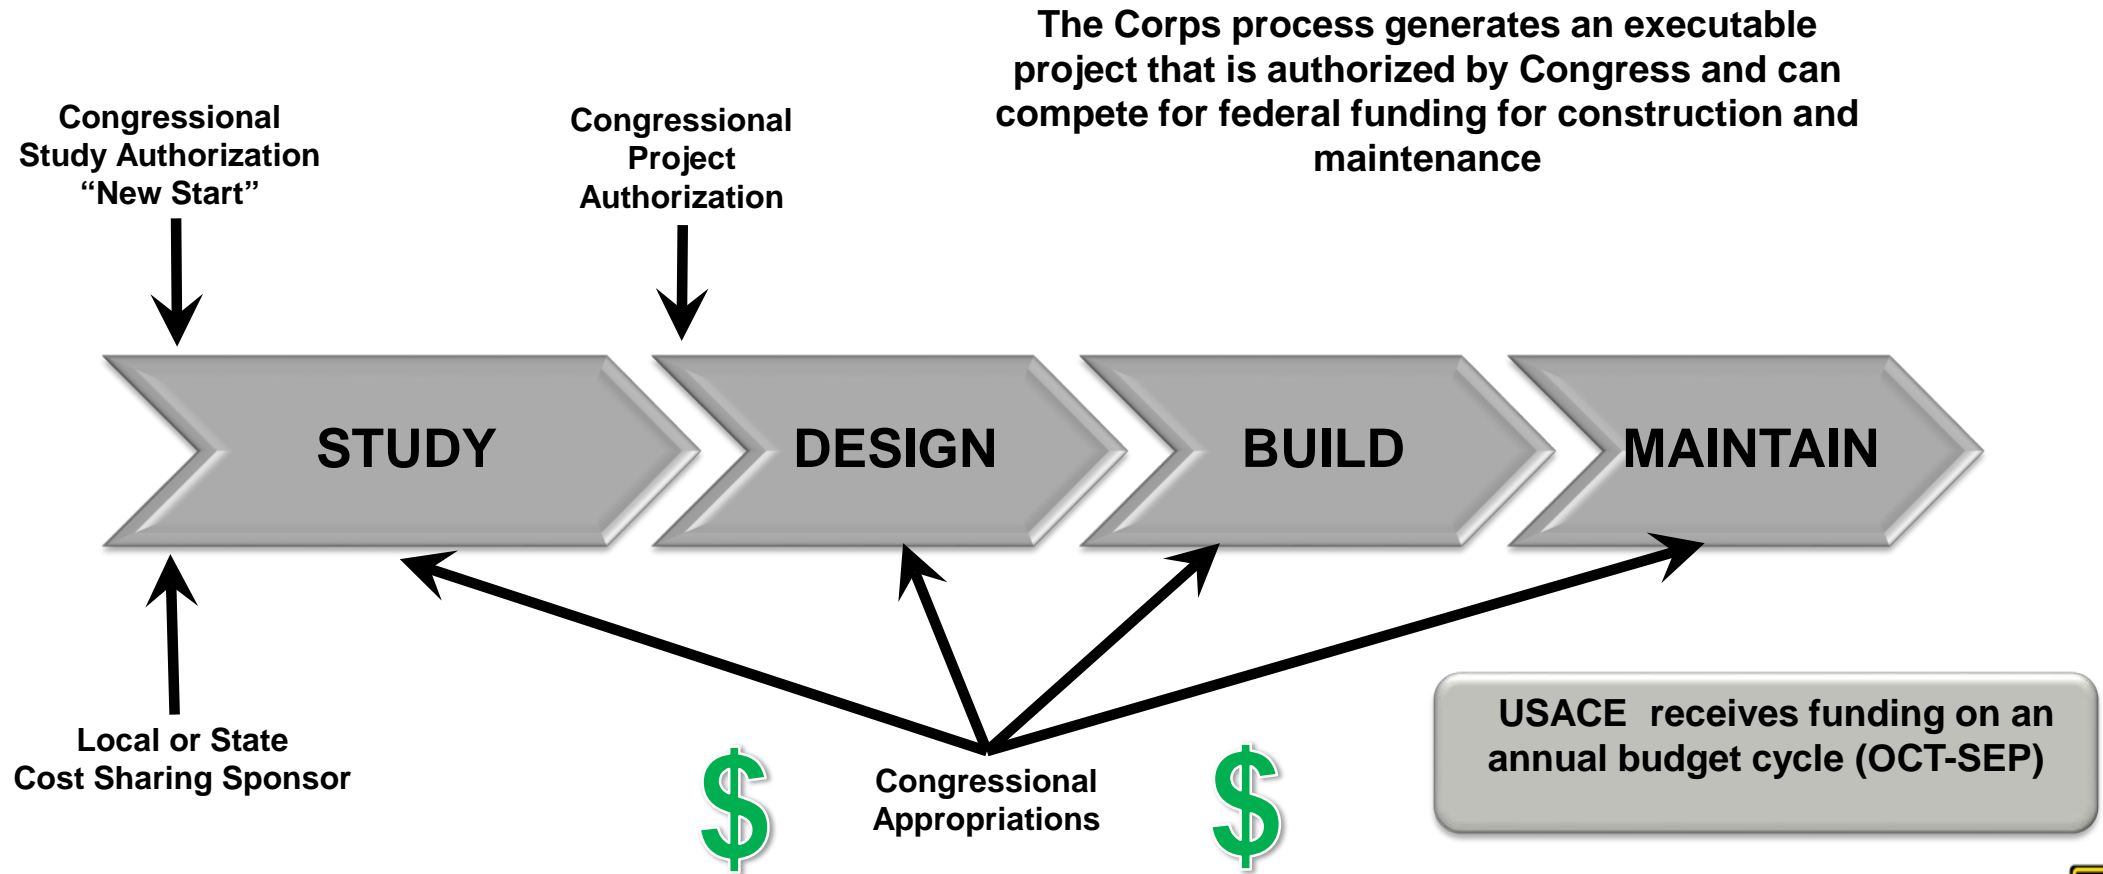 The Corps process generates an executable
project that is authorized by Congress and can
compete for federal funding for construction and
maintenance
Congressional
Study Authorization
“New Start”
Congressional
Project
Authorization
STUDY
DESIGN
BUILD
MAINTAIN
Local or State
Cost Sharing Sponsor
$
Congressional
Appropriations
$
USACE  receives funding on an
annual budget cycle (OCT-SEP)